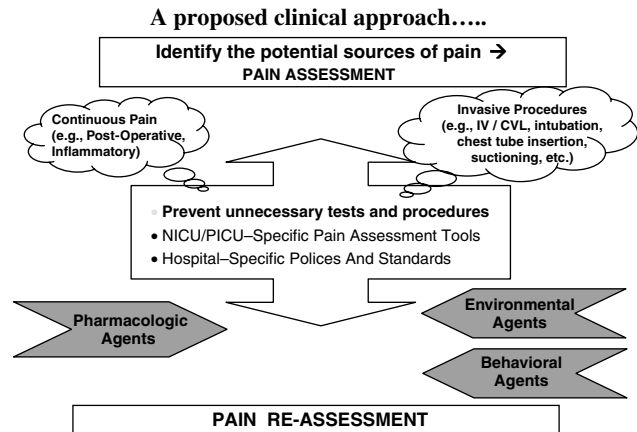 A proposed clinical approach…..
Identify the potential sources of pain →
PAIN ASSESSMENT
Continuous Pain
(e.g., Post-Operative,
Inflammatory)
Invasive Procedures
(e.g., IV / CVL, intubation,
chest tube insertion,
suctioning, etc.)
• Prevent unnecessary tests and procedures
• NICU/PICU–Specific Pain Assessment Tools
• Hospital–Specific Polices And Standards
Pharmacologic
Agents
Environmental
Agents
Behavioral
Agents
PAIN RE-ASSESSMENT